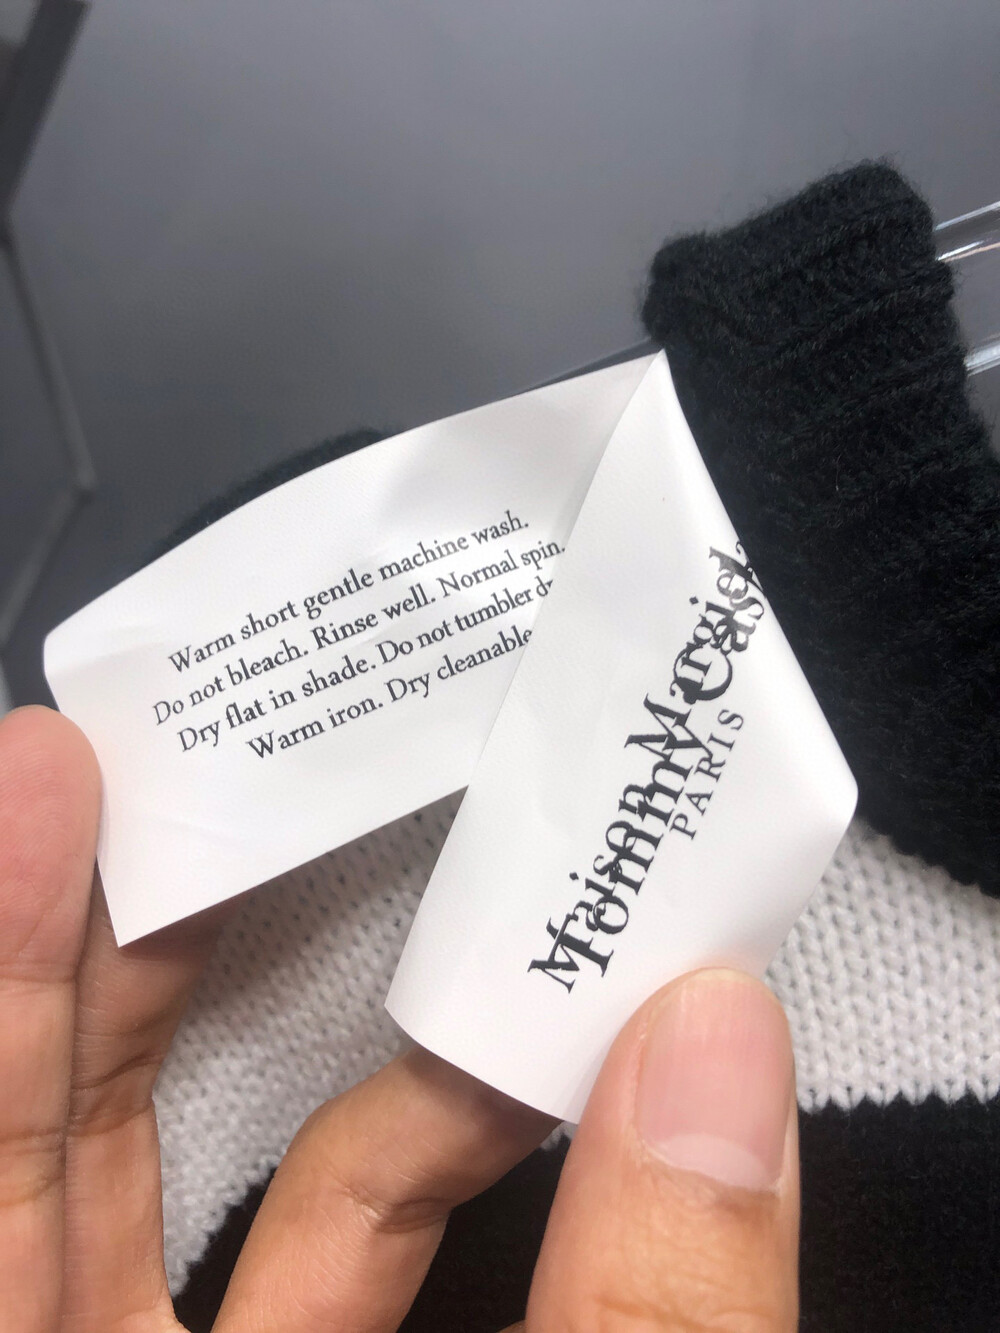 Warm short gentle machine wash.
Do not bleach. Rinse well. Normal spin.
Dry flat in shade. Do not tumbler
Warm iron. Dry cleanable
Maison Margiel
Tommy Cash
PARIS